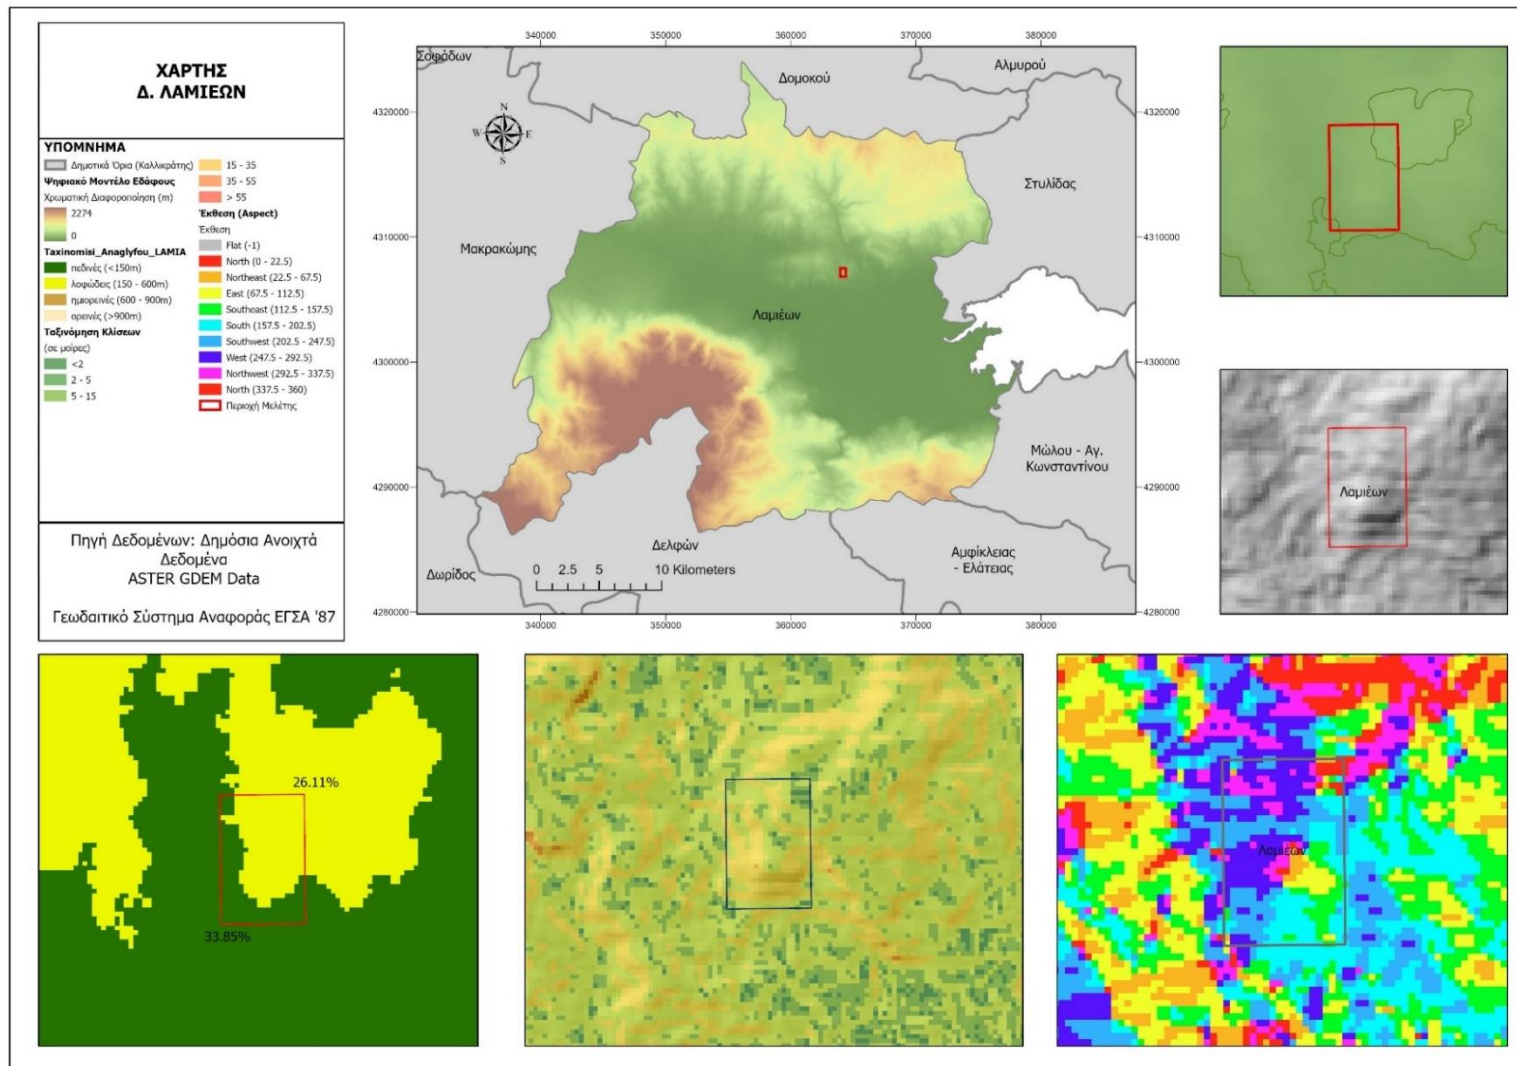 ΧΑΡΤΗΣ
Δ. ΛΑΜΙΕΩΝ
ΥΠΟΜΝΗΜΑ
Δημοτικά Όρια (Καλλικράτης)
Ψηφιακό Μοντέλο Εδάφους
Χρωματική Διαφοροποίηση (m)
2274
0
Taxinomisi_Anaglyfou_LAMIA
πεδινές (<150m)
λοφώδεις (150 - 600m)
ημιορεινές (600 - 900m)
ορεινές (>900m)
Ταξινόμηση Κλίσεων
(σε μοίρες)
<2
2 - 5
5 - 15
15 - 35
35 - 55
> 55
Έκθεση (Aspect)
Έκθεση
Flat (-1)
North (0 - 22.5)
Northeast (22.5 - 67.5)
East (67.5 - 112.5)
Southeast (112.5 - 157.5)
South (157.5 - 202.5)
Southwest (202.5 - 247.5)
West (247.5 - 292.5)
Northwest (292.5 - 337.5)
North (337.5 - 360)
Περιοχή Μελέτης
Πηγή Δεδομένων: Δημόσια Ανοιχτά
Δεδομένα
ASTER GDEM Data
Γεωδαιτικό Σύστημα Αναφοράς ΕΓΣΑ '87
340000 350000 360000 370000 380000
Σοφάδων
Δομοκού
Αλμυρού
4320000 4320000
N
W E
S
Στυλίδας
4310000 4310000
Μακρακώμης
Λαμιέων
4300000 4300000
Μώλου - Αγ.
Κωνσταντίνου
4290000 4290000
Δελφών
Αμφίκλειας
- Ελάτειας
Δωρίδος
0 2.5 5 10 Kilometers
4280000 4280000
340000 350000 360000 370000 380000
Λαμιέων
26.11%
33.85%
Λαμιέων